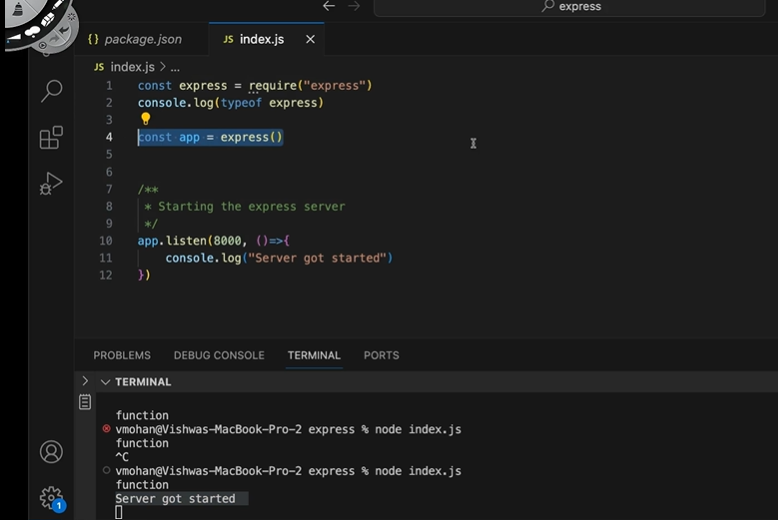 express
{} package.json
JS index.js ×
JS index.js > ...
1 const express = require("express")
2 console.log(typeof express)
3
4 const app = express()
5
6
7 /**
8 * Starting the express server
9 */
10 app.listen(8000, ()=>{
11 console.log("Server got started")
12 })
PROBLEMS DEBUG CONSOLE TERMINAL PORTS
TERMINAL
function
vmohan@Vishwas-MacBook-Pro-2 express % node index.js
function
^C
vmohan@Vishwas-MacBook-Pro-2 express % node index.js
function
Server got started
1